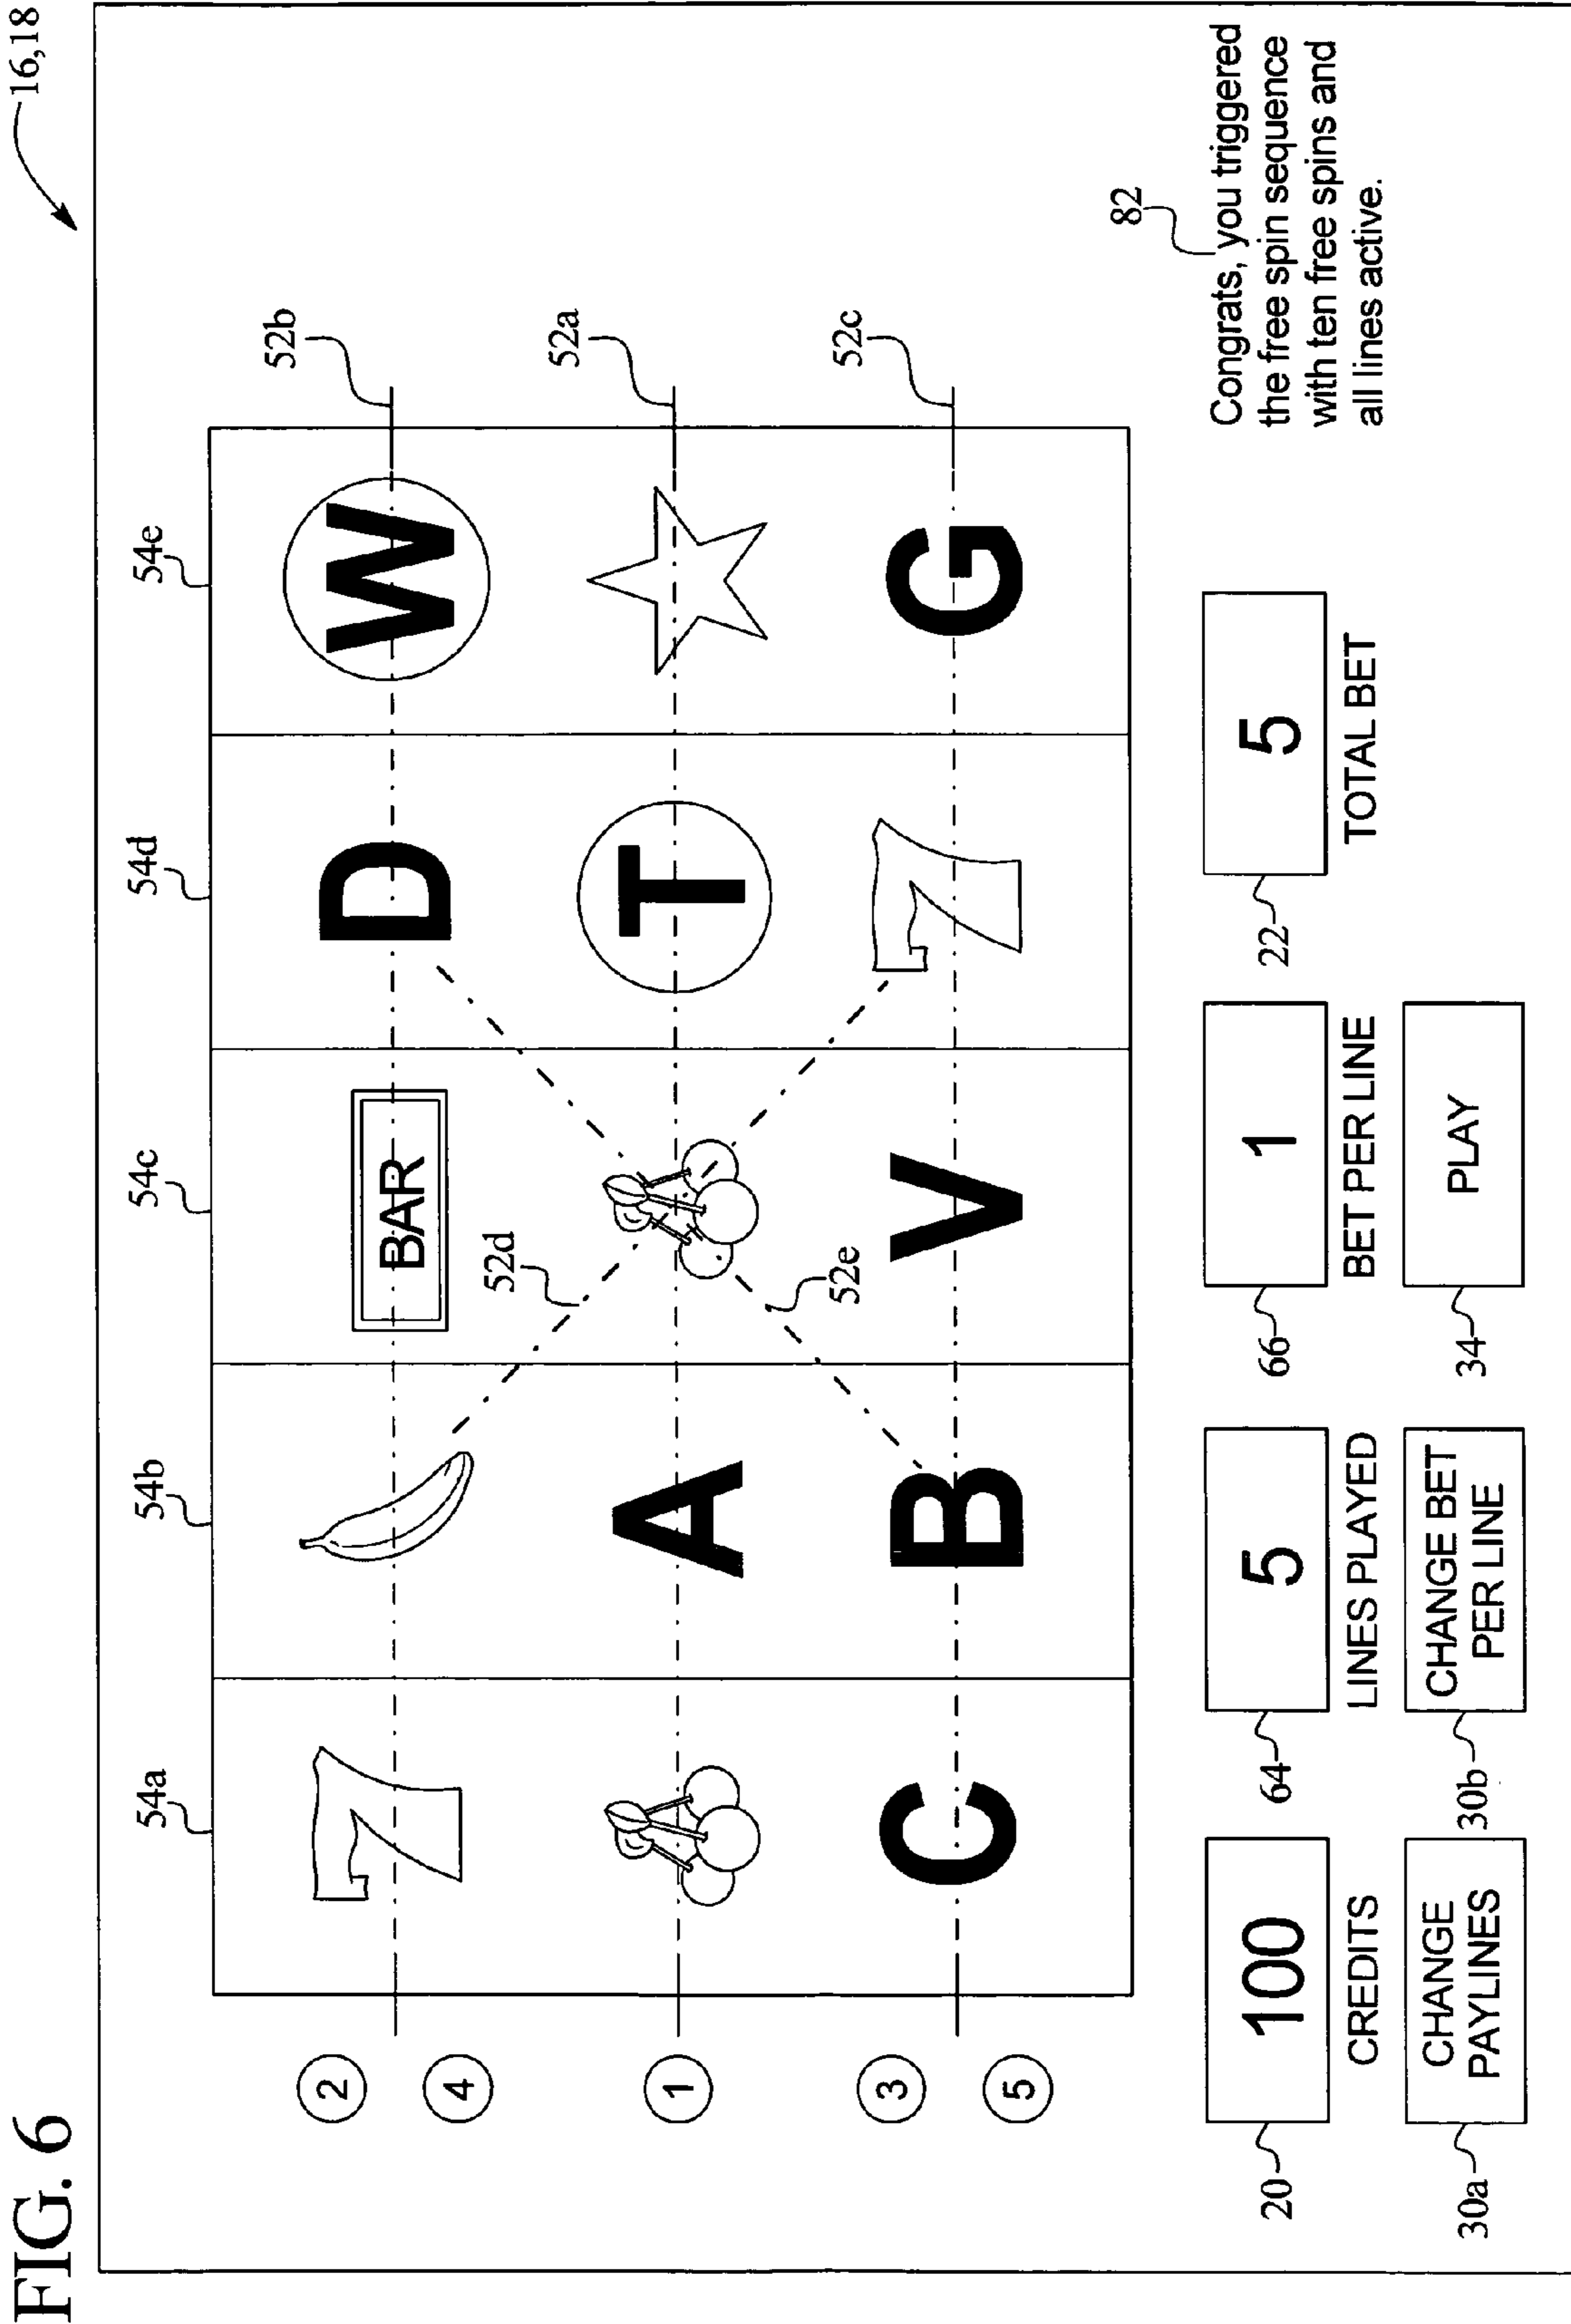 FIG. 6
16,18
54a 54b 54c 54d 54e
2 7 BAR D W 52b
4
52d
1 A T 52a
52e
3 C B V 7 G 52c
5
82
20 100 64 5 66 1 22 5
CREDITS LINES PLAYED BET PER LINE TOTAL BET
30a CHANGE PAYLINES
30b CHANGE BET PER LINE
34 PLAY
Congrats, you triggered
the free spin sequence
with ten free spins and
all lines active.